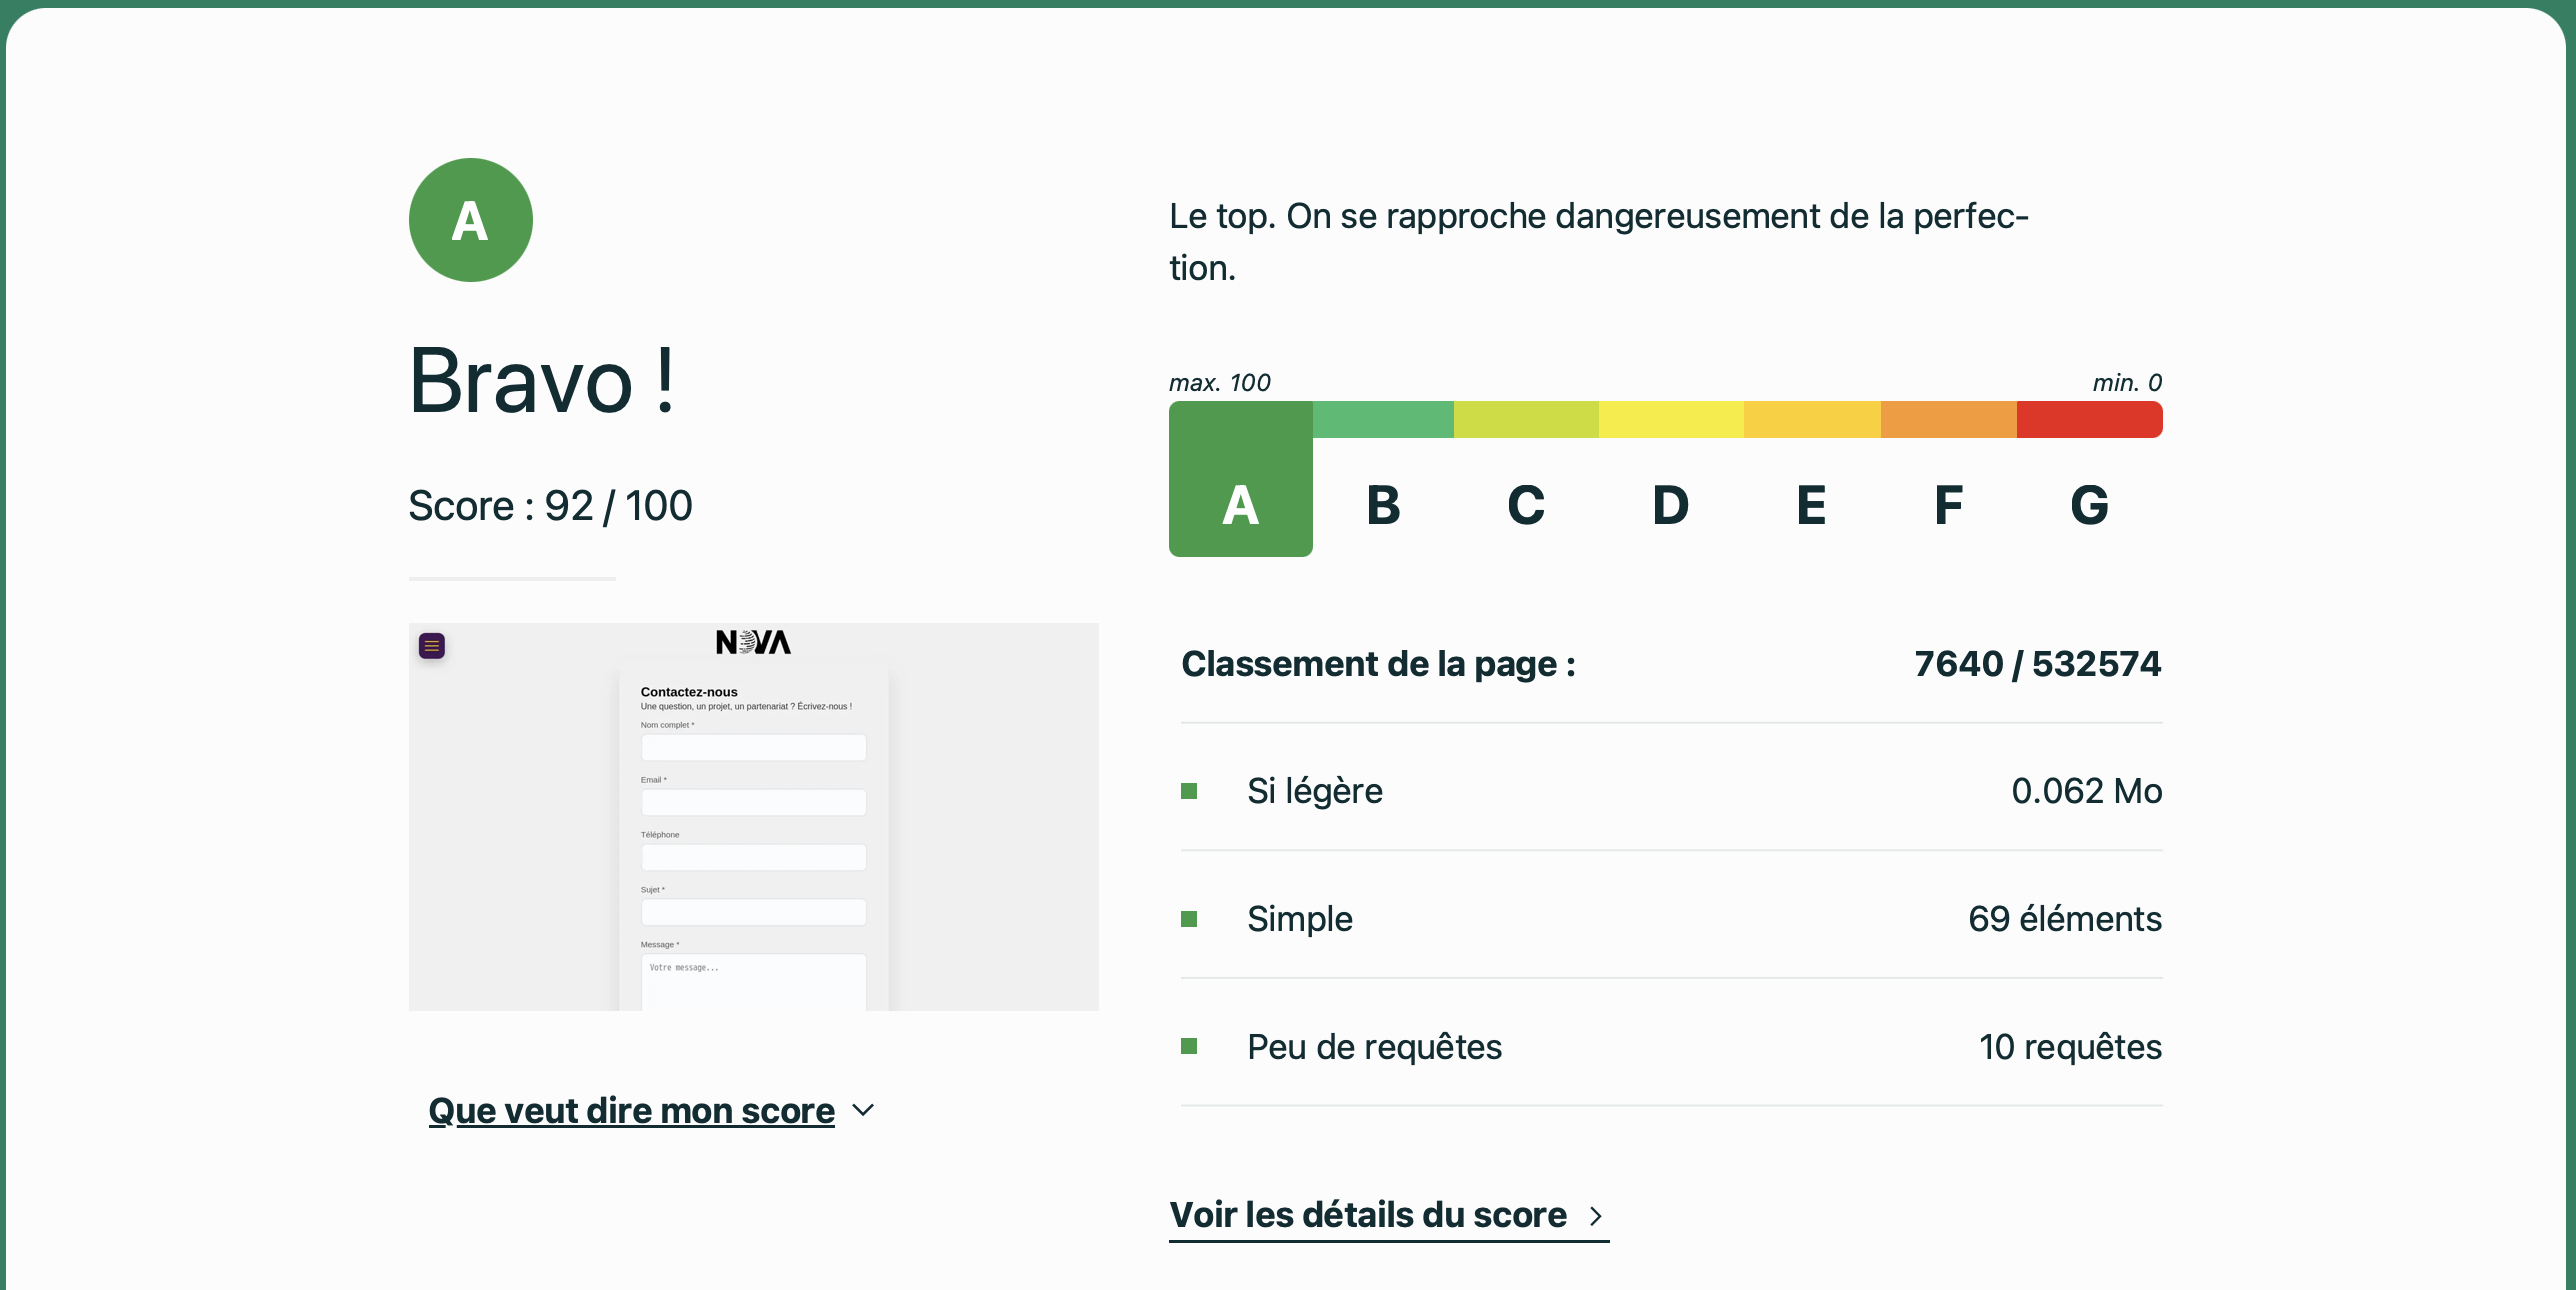 A
Bravo !
Score : 92 / 100
NOVA
Contactez-nous
Une question, un projet, un partenariat ? Écrivez-nous !
Nom complet *
Email *
Téléphone
Sujet *
Message *
Votre message...
Que veut dire mon score
Le top. On se rapproche dangereusement de la perfec-
tion.
max. 100 min. 0
A B C D E F G
Classement de la page : 7640 / 532574
Si légère 0.062 Mo
Simple 69 éléments
Peu de requêtes 10 requêtes
Voir les détails du score